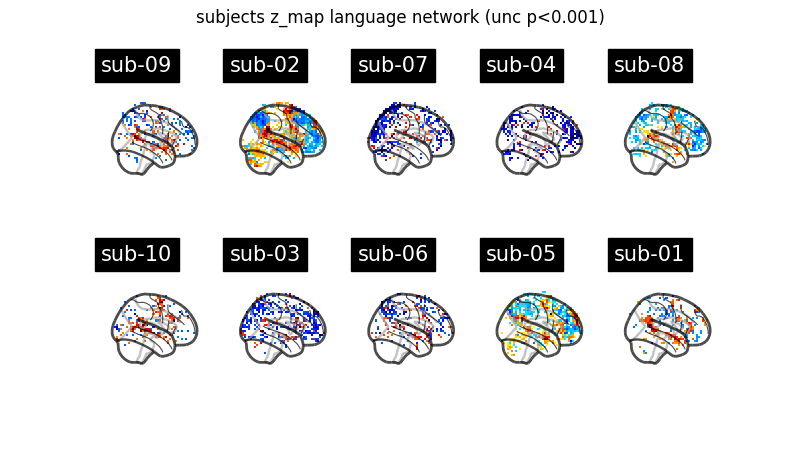 subjects z_map language network (unc p<0.001)
sub-09 sub-02 sub-07 sub-04 sub-08
sub-10 sub-03 sub-06 sub-05 sub-01